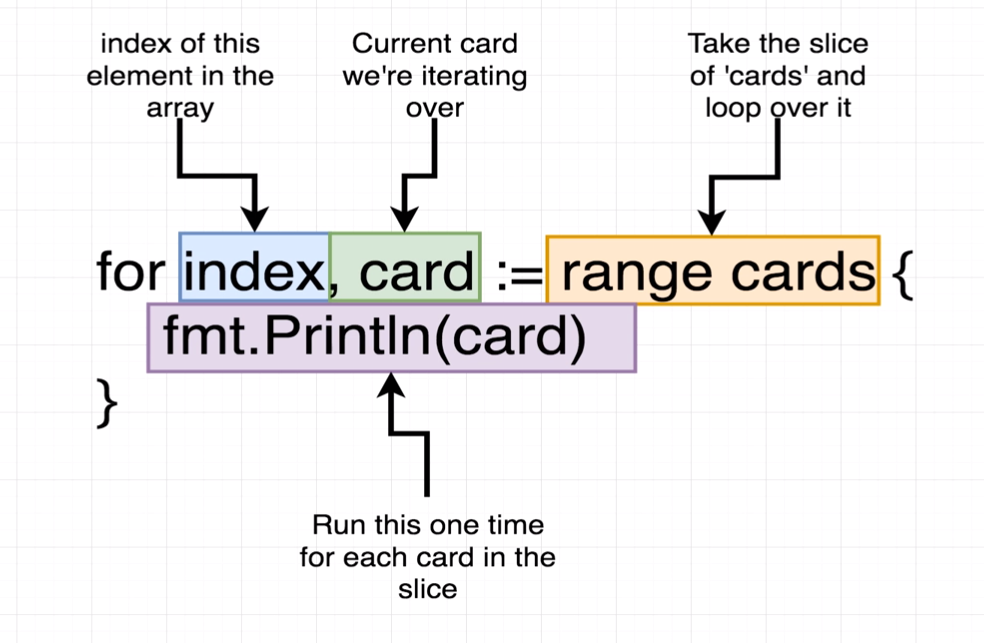 index of this
element in the
array
Current card
we're iterating
over
Take the slice
of 'cards' and
loop over it
for index, card := range cards {
fmt.Println(card)
}
Run this one time
for each card in the
slice